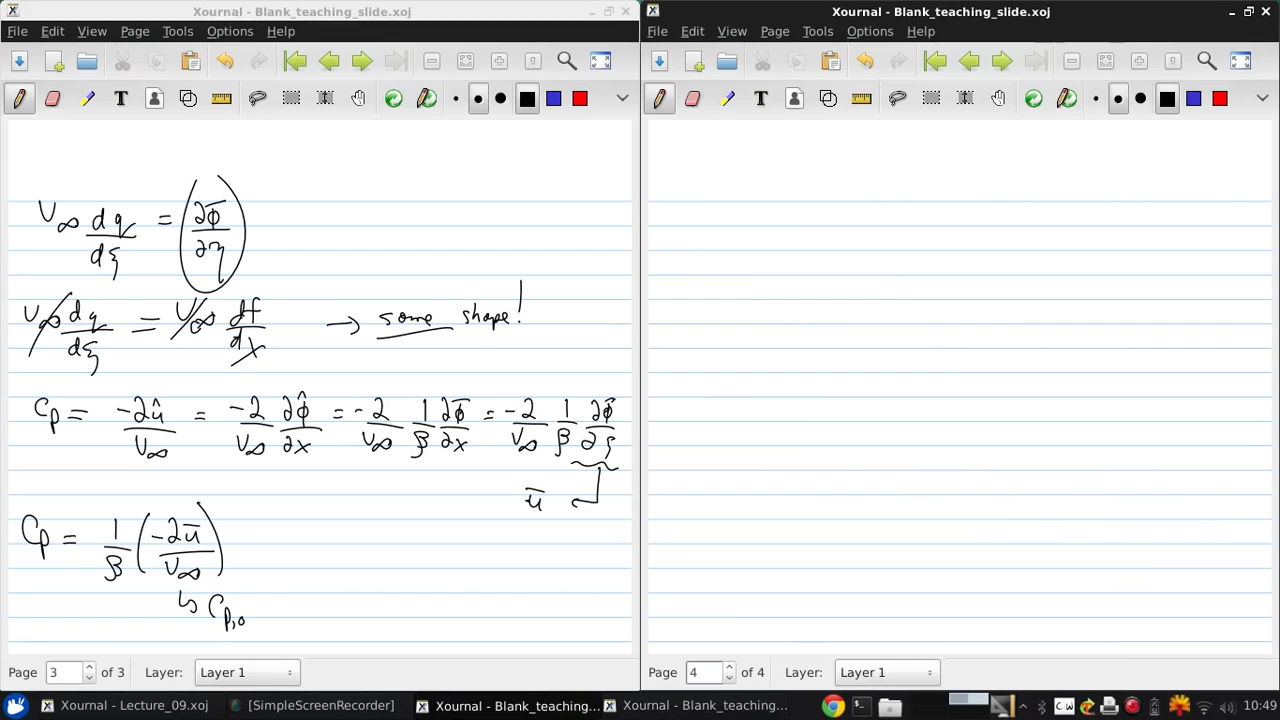 Xournal - Blank_teaching_slide.xoj
File Edit View Page Tools Options Help
V∞ dq/dξ = (∂Φ̄/∂η)
V∞ dq/dξ = V∞ df/dx → some shape!
Cp = -2û/V∞ = -2/V∞ ∂Φ̂/∂x = -2/V∞ 1/β ∂Φ̄/∂x = -2/V∞ 1/β ∂Φ̄/∂ξ
ū
Cp = 1/β (-2ū/V∞)
↳ Cp,o
Page 3 of 3 Layer: Layer 1
Xournal - Blank_teaching_slide.xoj
File Edit View Page Tools Options Help
Page 4 of 4 Layer: Layer 1
Xournal - Lecture_09.xoj [SimpleScreenRecorder] Xournal - Blank_teaching... Xournal - Blank_teaching_slide.... 10:49